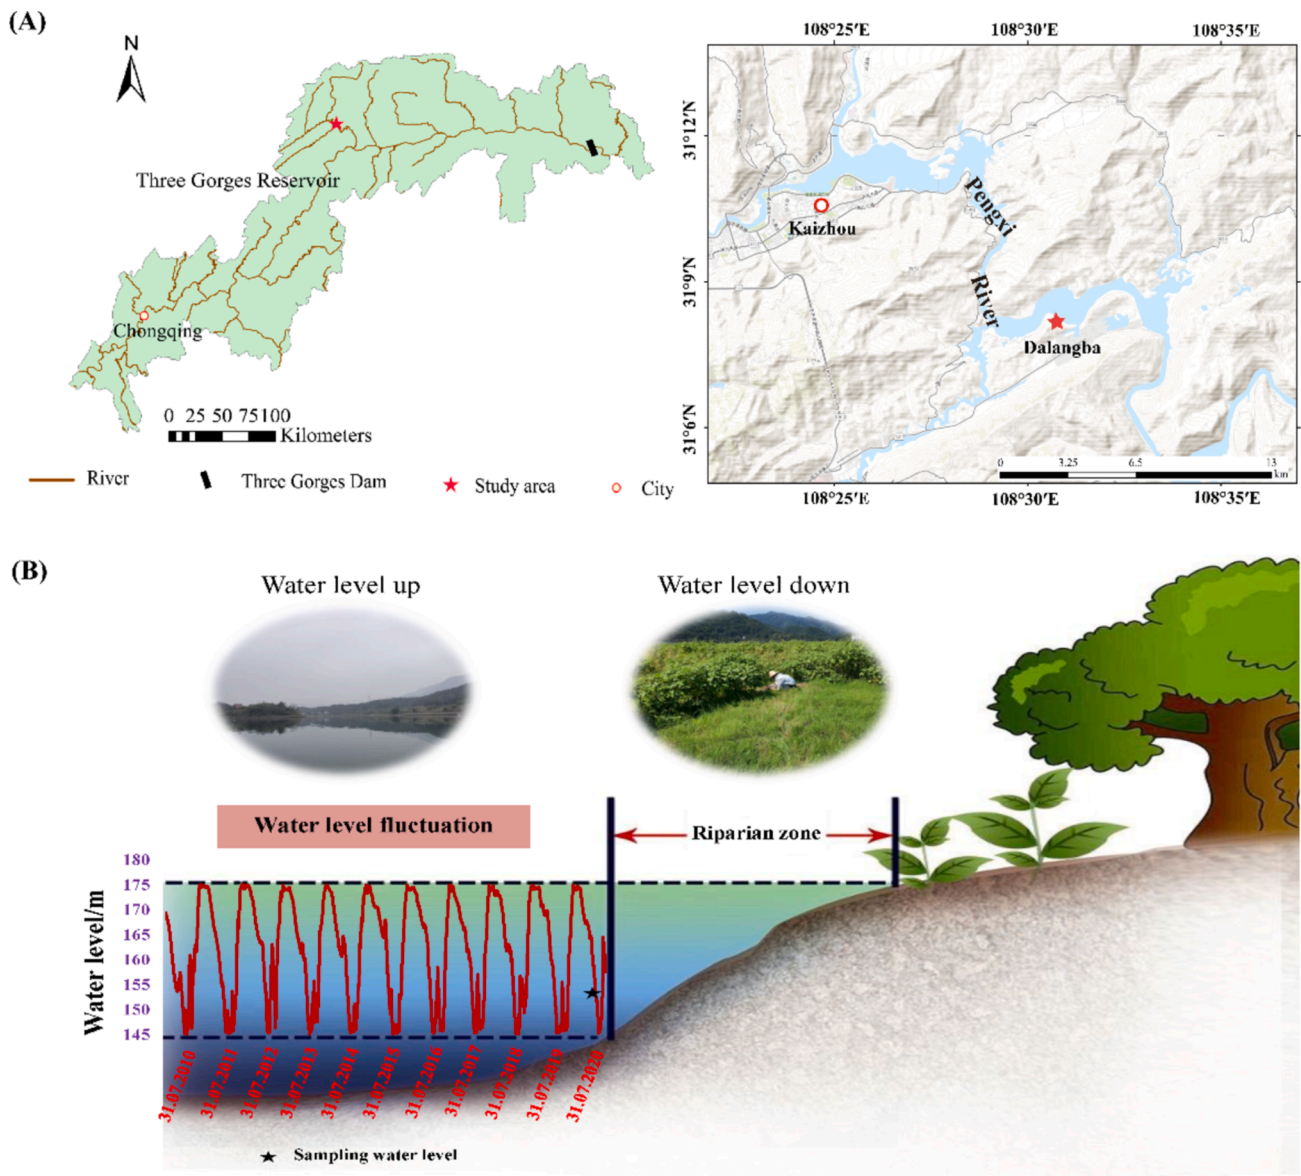 (A)
N
Three Gorges Reservoir
Chongqing
0 25 50 75 100
Kilometers
River
Three Gorges Dam
Study area
City
108°25′E 108°30′E 108°35′E
31°12′N
31°9′N
31°6′N
Kaizhou
Pengxi
River
Dalangba
0 3.25 6.5 13
km
108°25′E 108°30′E 108°35′E
(B)
Water level up
Water level down
Water level fluctuation
Riparian zone
Water level/m
180
175
170
165
160
155
150
145
31.07.2010
31.07.2011
31.07.2012
31.07.2013
31.07.2014
31.07.2015
31.07.2016
31.07.2017
31.07.2018
31.07.2019
31.07.2020
Sampling water level